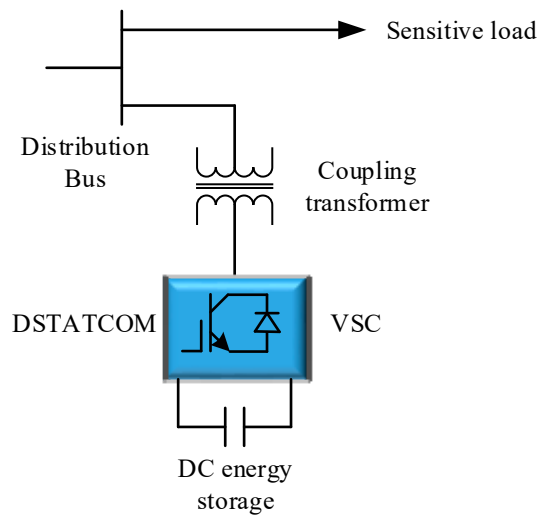 Sensitive load
Distribution
Bus
Coupling
transformer
DSTATCOM
VSC
DC energy
storage